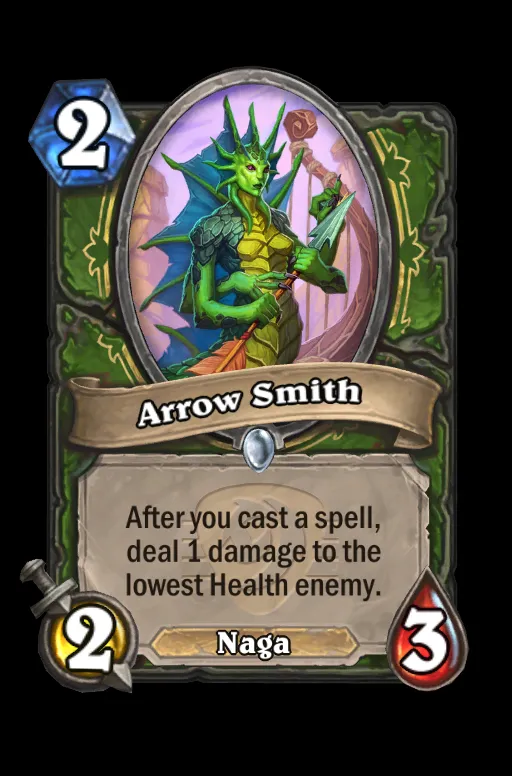 2
Arrow Smith
After you cast a spell,
deal 1 damage to the
lowest Health enemy.
Naga
2
3